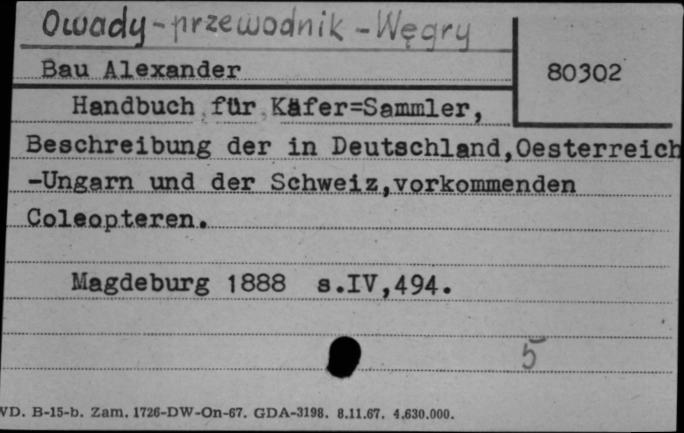 Owady-przewodnik-Węgry
Bau Alexander
80302
Handbuch für Käfer=Sammler,
Beschreibung der in Deutschland,Oesterreich
-Ungarn und der Schweiz,vorkommenden
Coleopteren.
Magdeburg 1888 s.IV,494.
5
WD. B-15-b. Zam. 1726-DW-On-67. GDA-3198. 8.11.67. 4.630.000.